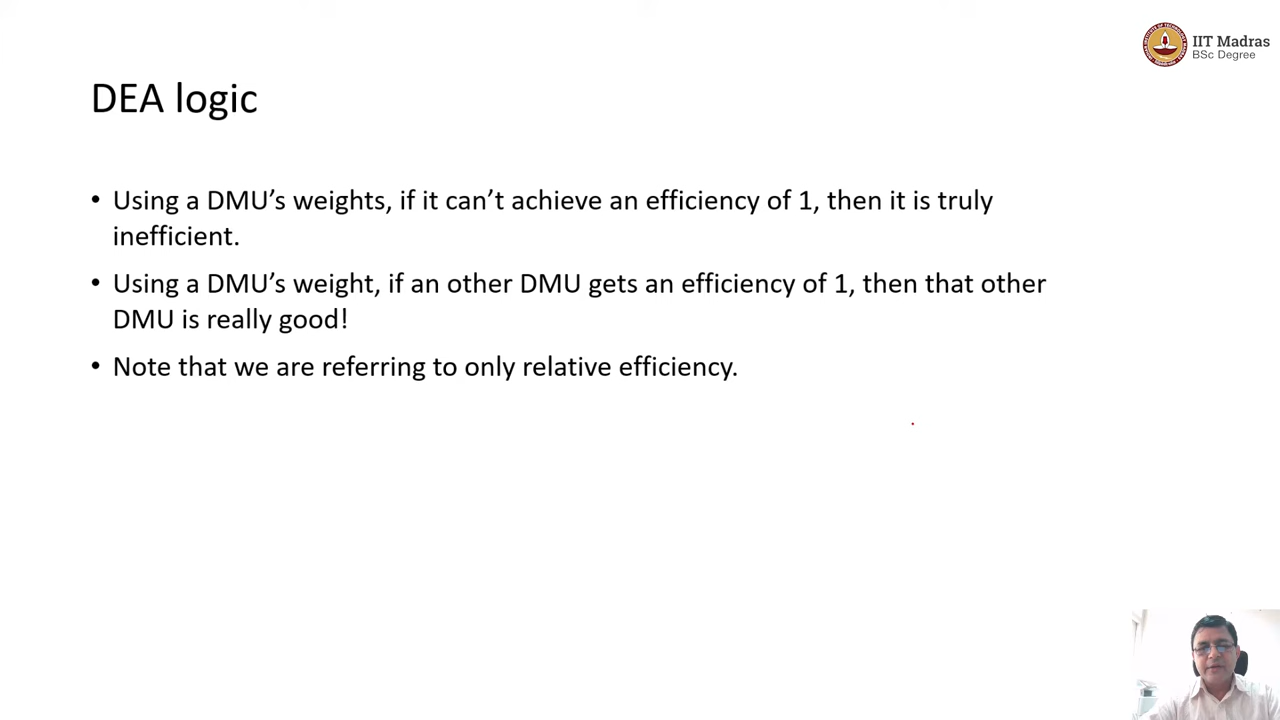 IIT Madras
BSc Degree
DEA logic
• Using a DMU’s weights, if it can’t achieve an efficiency of 1, then it is truly
inefficient.
• Using a DMU’s weight, if an other DMU gets an efficiency of 1, then that other
DMU is really good!
• Note that we are referring to only relative efficiency.